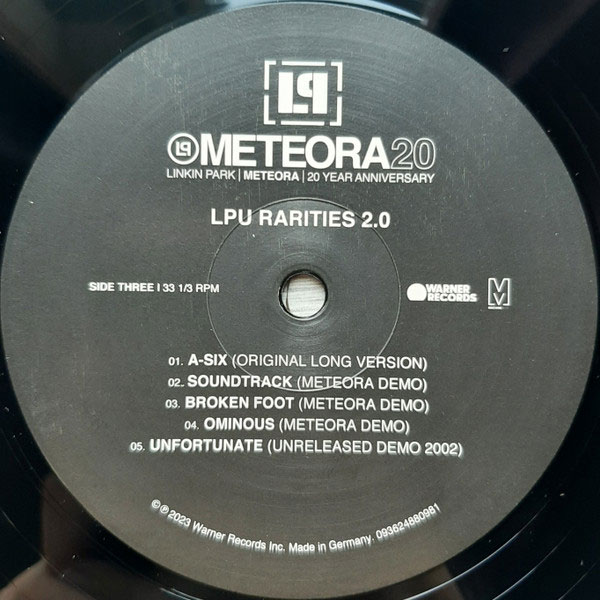 LP
LP METEORA20
LINKIN PARK | METEORA | 20 YEAR ANNIVERSARY
LPU RARITIES 2.0
SIDE THREE | 33 1/3 RPM
WARNER RECORDS
01. A-SIX (ORIGINAL LONG VERSION)
02. SOUNDTRACK (METEORA DEMO)
03. BROKEN FOOT (METEORA DEMO)
04. OMINOUS (METEORA DEMO)
05. UNFORTUNATE (UNRELEASED DEMO 2002)
© ℗ 2023 Warner Records Inc. Made in Germany. 093624880981